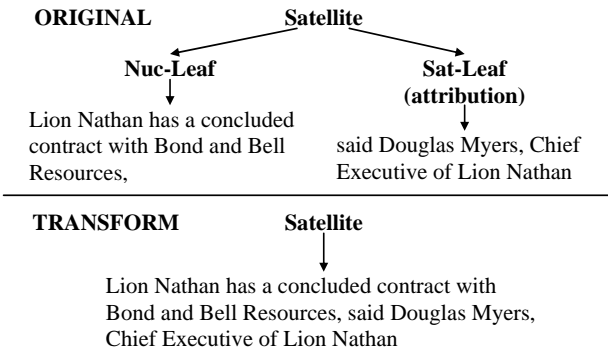 ORIGINAL Satellite
Nuc-Leaf
Lion Nathan has a concluded
contract with Bond and Bell
Resources,
Sat-Leaf
(attribution)
said Douglas Myers, Chief
Executive of Lion Nathan
TRANSFORM Satellite
Lion Nathan has a concluded contract with
Bond and Bell Resources, said Douglas Myers,
Chief Executive of Lion Nathan